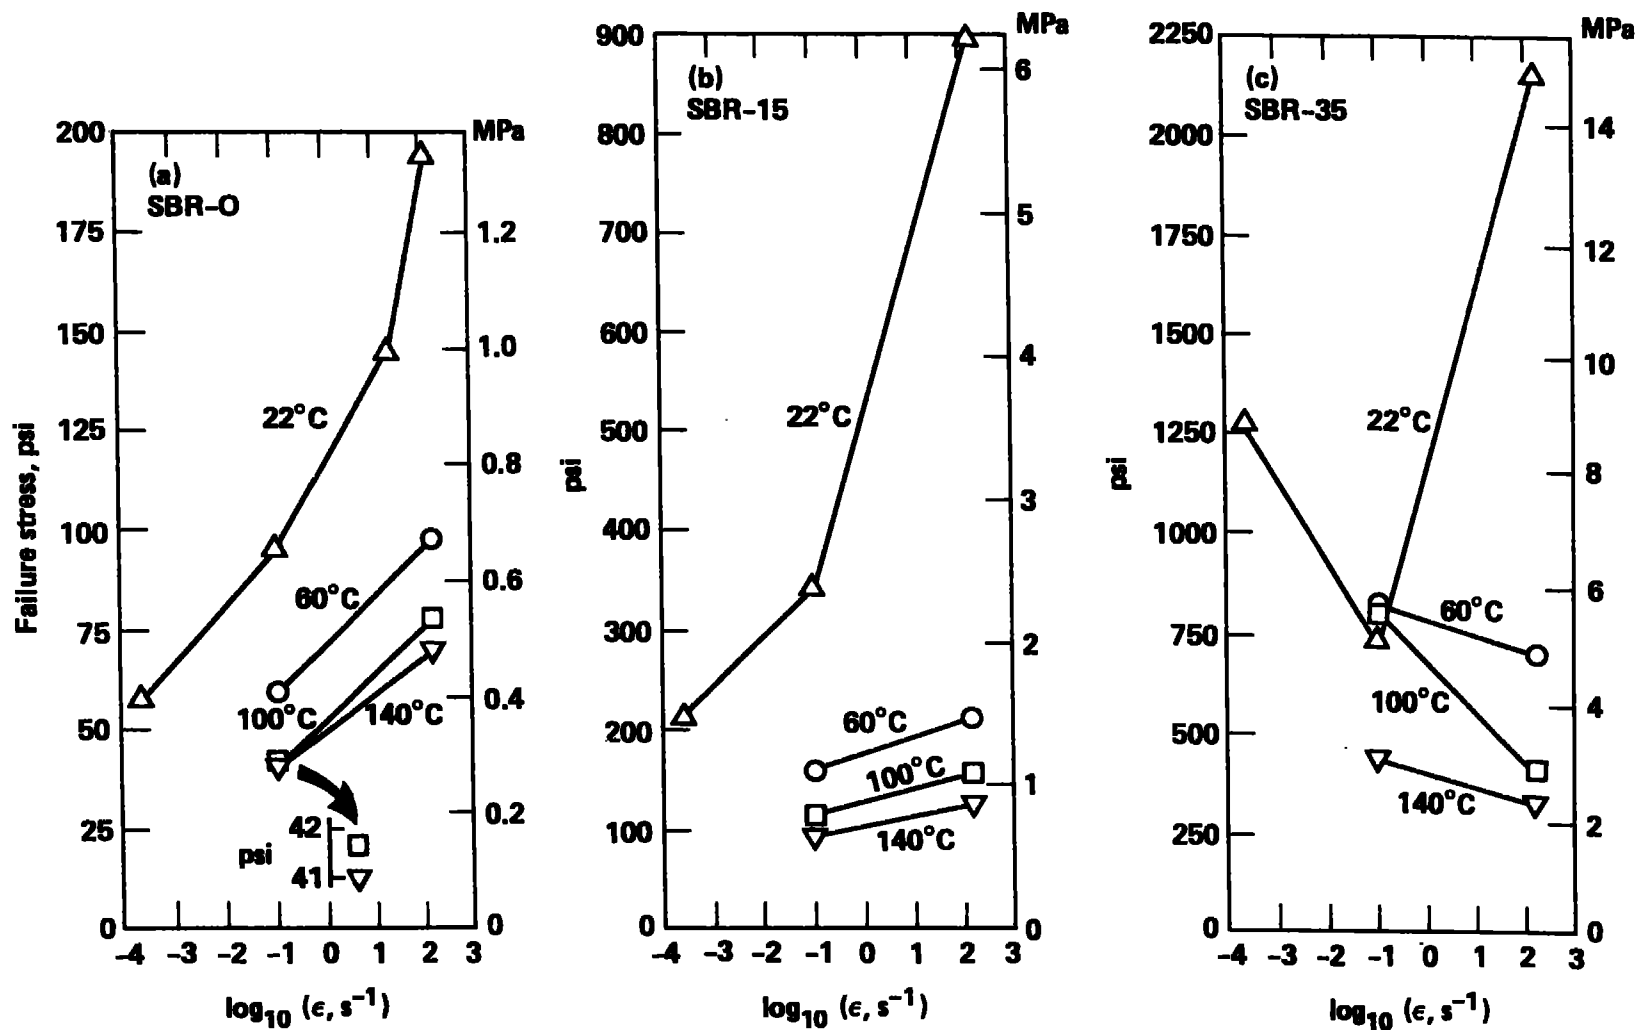 (a)
SBR-O
Failure stress, psi
MPa
200
175
150
125
100
75
50
25
0
1.2
1.0
0.8
0.6
0.4
0.2
0
22°C
60°C
100°C
140°C
psi
42
41
-4 -3 -2 -1 0 1 2 3
log10 (ϵ, s⁻¹)
(b)
SBR-15
psi
MPa
900
800
700
600
500
400
300
200
100
0
6
5
4
3
2
1
0
22°C
60°C
100°C
140°C
-4 -3 -2 -1 0 1 2 3
log10 (ϵ, s⁻¹)
(c)
SBR-35
psi
MPa
2250
2000
1750
1500
1250
1000
750
500
250
0
14
12
10
8
6
4
2
0
22°C
60°C
100°C
140°C
-4 -3 -2 -1 0 1 2 3
log10 (ϵ, s⁻¹)